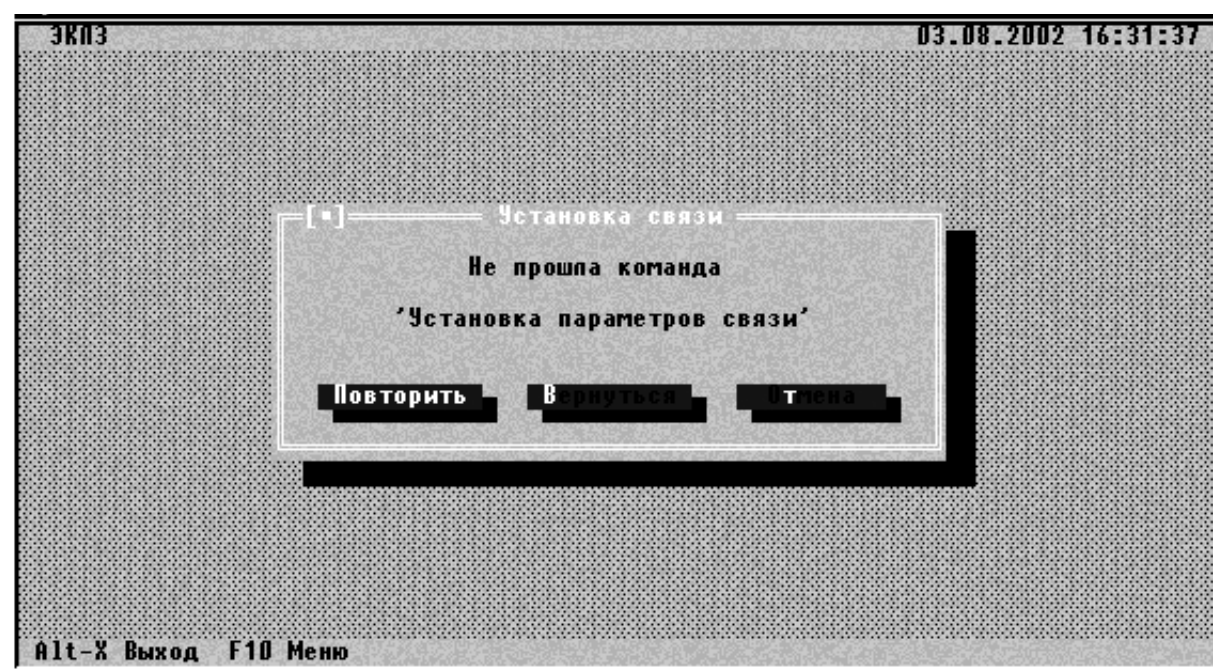 ЭКПЗ 03.08.2002 16:31:37
[▪] Установка связи
Не прошла команда
'Установка параметров связи'
Повторить Вернуться Отмена
Alt-X Выход F10 Меню